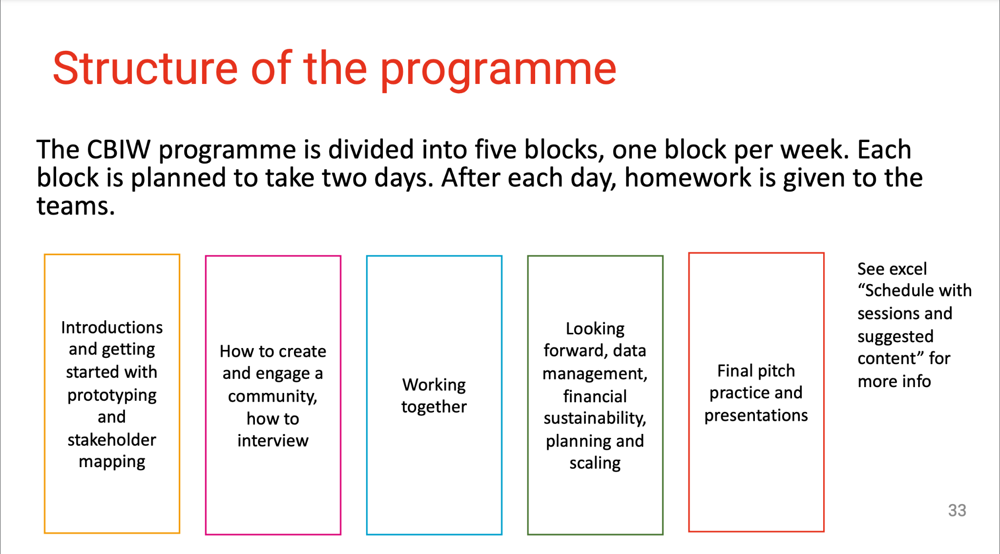 Structure of the programme
The CBIW programme is divided into five blocks, one block per week. Each
block is planned to take two days. After each day, homework is given to the
teams.
Introductions
and getting
started with
prototyping
and
stakeholder
mapping
How to create
and engage a
community,
how to
interview
Working
together
Looking
forward, data
management,
financial
sustainability,
planning and
scaling
Final pitch
practice and
presentations
See excel
“Schedule with
sessions and
suggested
content” for
more info
33